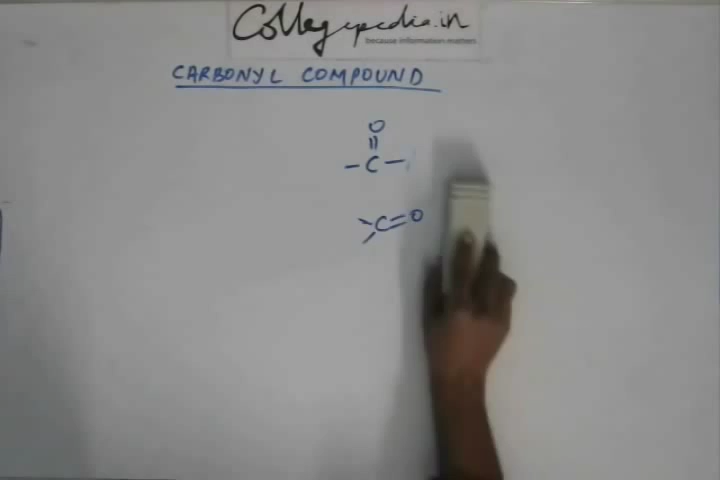 Collegepedia.in
because information matters
CARBONYL COMPOUND
O
||
- C -
C = O